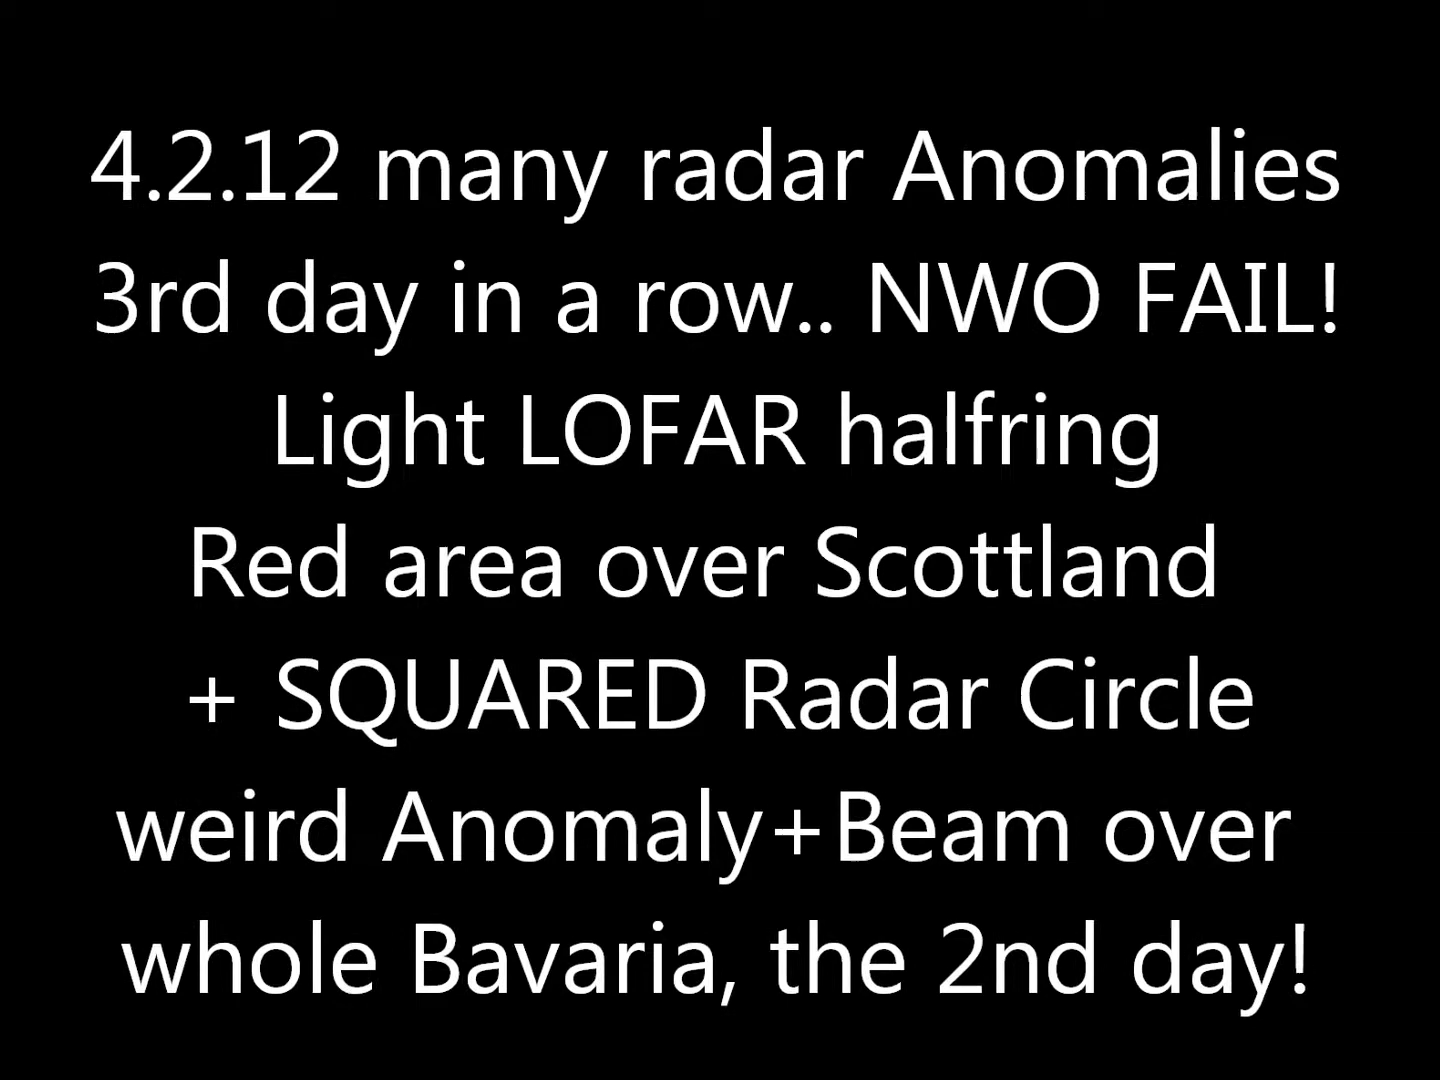 4.2.12 many radar Anomalies
3rd day in a row.. NWO FAIL!
Light LOFAR halfring
Red area over Scottland
+ SQUARED Radar Circle
weird Anomaly+Beam over
whole Bavaria, the 2nd day!